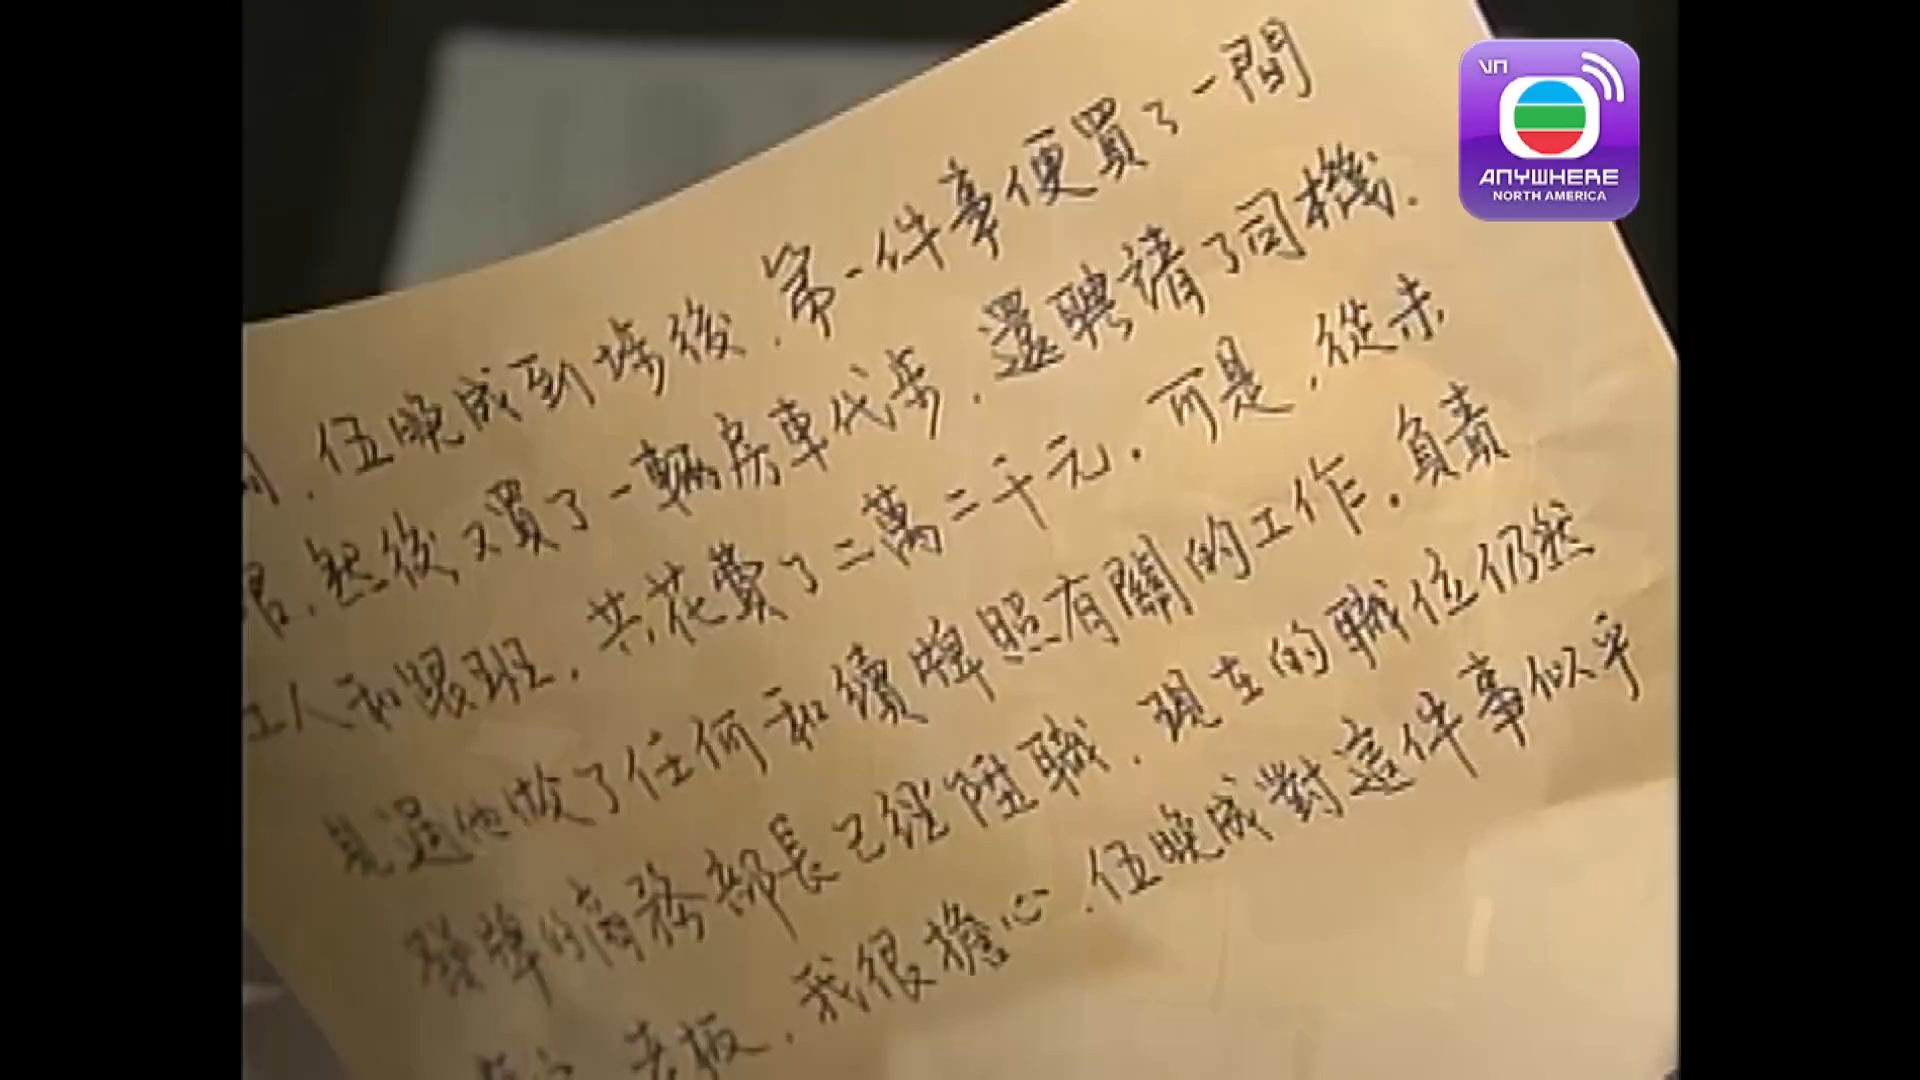 伍晚成到埗後，第一件事便買了一間
然後又買了一輛房車代步，還聘請了司機，
工人和跟班，共花費了二萬二千元。可是，從未
見過他做了任何和續牌照有關的工作。負責
發牌的商務部長已經陞職，現在的職位仍然
老板，我很擔心，伍晚成對這件事似乎
VN
ANYWHERE
NORTH AMERICA